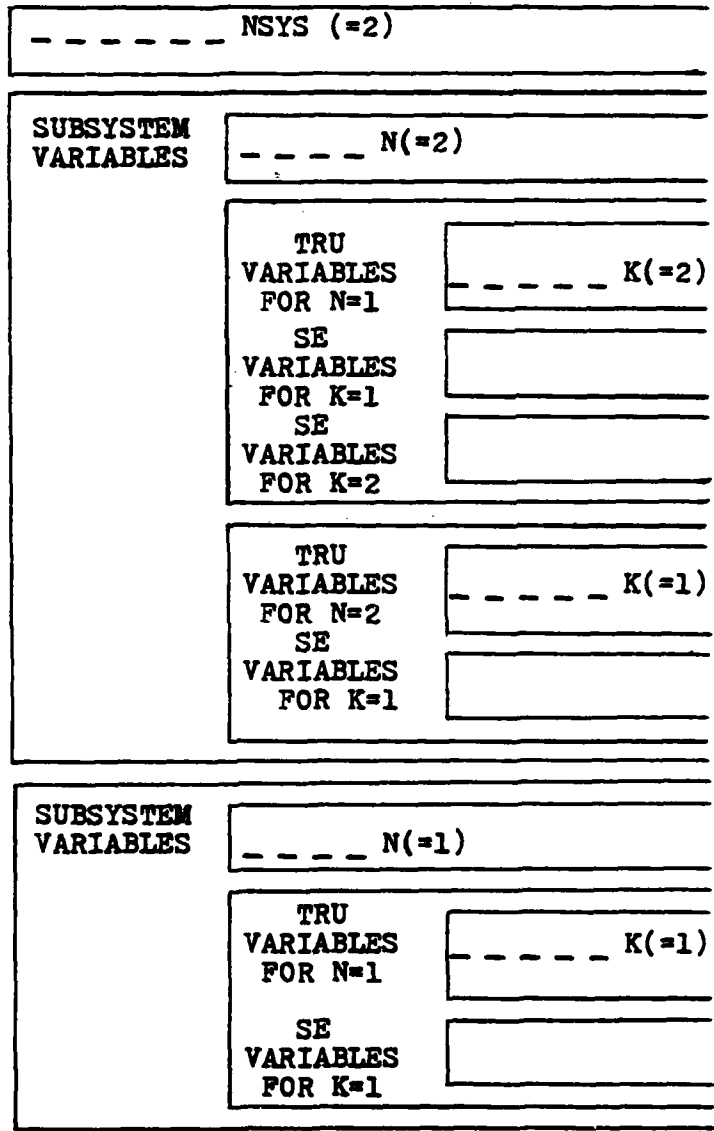 _ _ _ _ _ _ NSYS (=2)
SUBSYSTEM
VARIABLES
_ _ _ _ N(=2)
TRU
VARIABLES
FOR N=1
_ _ _ _ _ K(=2)
SE
VARIABLES
FOR K=1
SE
VARIABLES
FOR K=2
TRU
VARIABLES
FOR N=2
_ _ _ _ _ K(=1)
SE
VARIABLES
FOR K=1
SUBSYSTEM
VARIABLES
_ _ _ _ N(=1)
TRU
VARIABLES
FOR N=1
_ _ _ _ _ K(=1)
SE
VARIABLES
FOR K=1